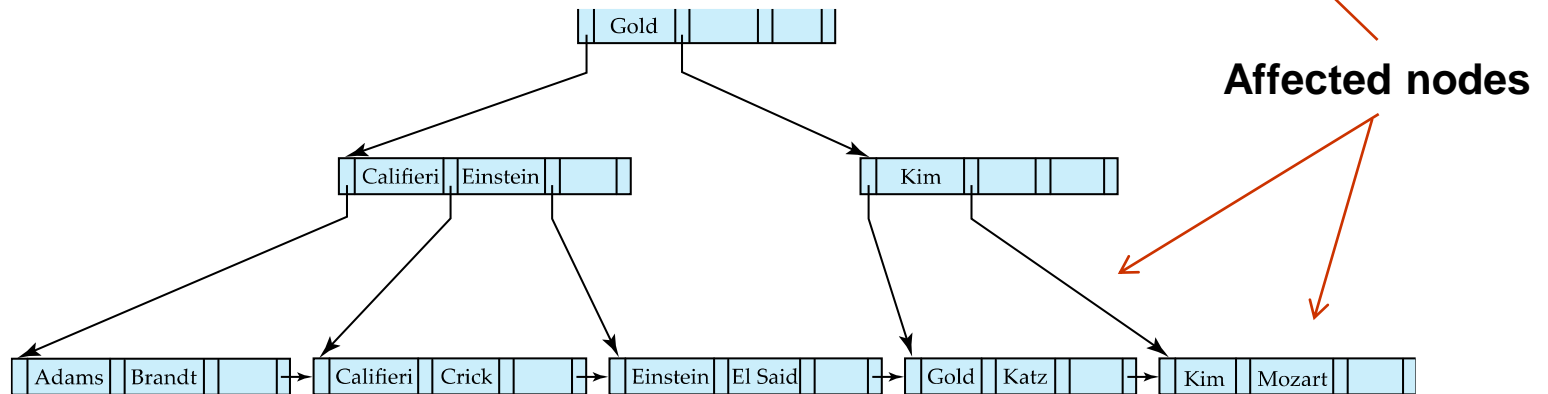 Gold
Affected nodes
Califieri Einstein
Kim
Adams Brandt
Califieri Crick
Einstein El Said
Gold Katz
Kim Mozart